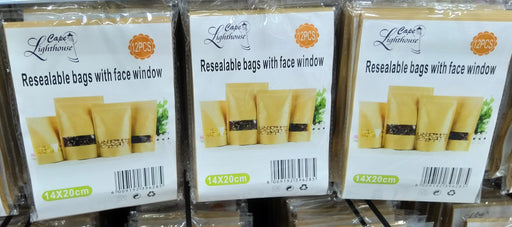 Cape
Lighthouse
12PCS
Resealable bags with face window
14X20cm
Cape
Lighthouse
12PCS
Resealable bags with face window
14X20cm
Cape
Lighthouse
12PCS
Resealable bags with face window
14X20cm